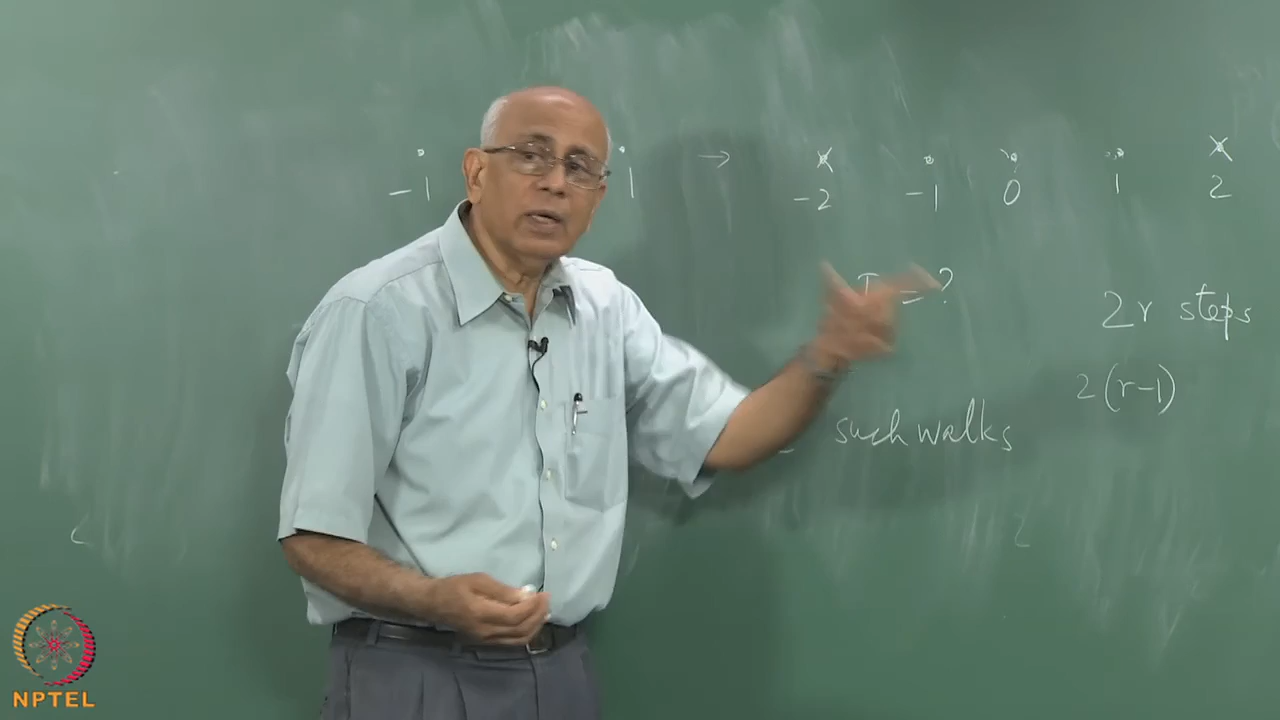 -1 1 → -2 -1 0 1 2
= ?
2r steps
2(r-1)
such walks
NPTEL